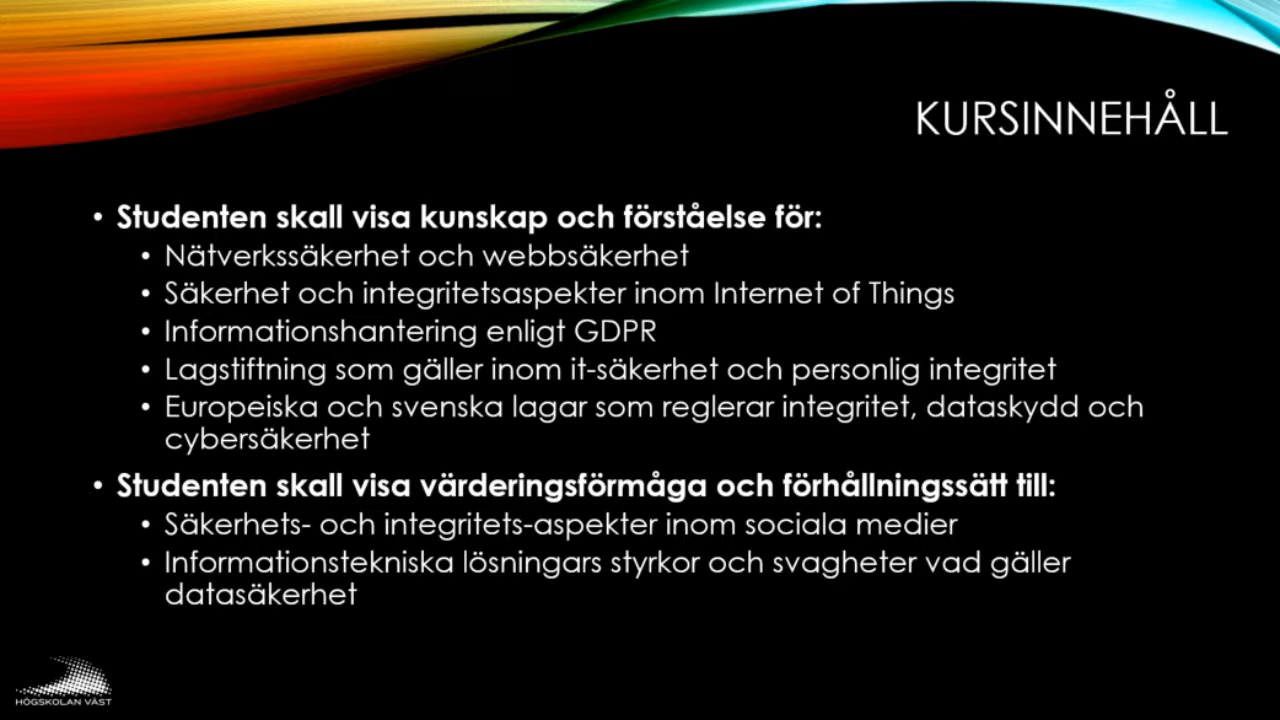 KURSINNEHÅLL
• Studenten skall visa kunskap och förståelse för:
• Nätverkssäkerhet och webbsäkerhet
• Säkerhet och integritetsaspekter inom Internet of Things
• Informationshantering enligt GDPR
• Lagstiftning som gäller inom it-säkerhet och personlig integritet
• Europeiska och svenska lagar som reglerar integritet, dataskydd och
cybersäkerhet
• Studenten skall visa värderingsförmåga och förhållningssätt till:
• Säkerhets- och integritets-aspekter inom sociala medier
• Informationstekniska lösningars styrkor och svagheter vad gäller
datasäkerhet
HÖGSKOLAN VÄST